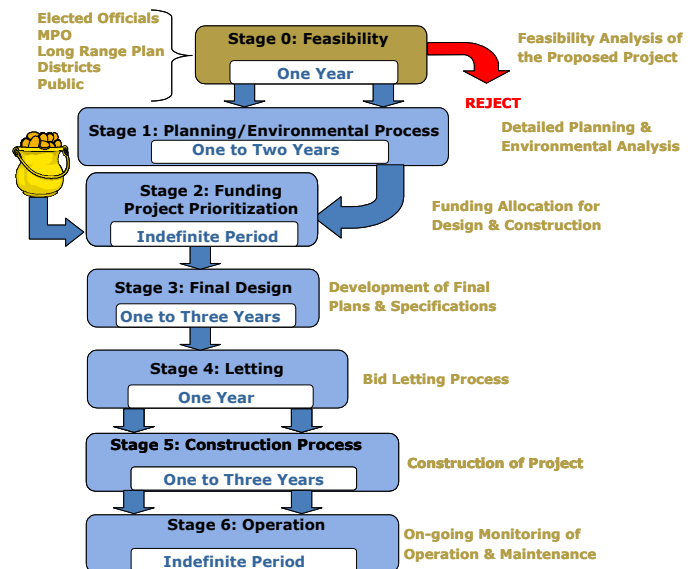 Elected Officials
MPO
Long Range Plan
Districts
Public
Stage 0: Feasibility
One Year
Feasibility Analysis of
the Proposed Project
REJECT
Stage 1: Planning/Environmental Process
One to Two Years
Detailed Planning &
Environmental Analysis
Stage 2: Funding
Project Prioritization
Indefinite Period
Funding Allocation for
Design & Construction
Stage 3: Final Design
One to Three Years
Development of Final
Plans & Specifications
Stage 4: Letting
One Year
Bid Letting Process
Stage 5: Construction Process
One to Three Years
Construction of Project
Stage 6: Operation
Indefinite Period
On-going Monitoring of
Operation & Maintenance